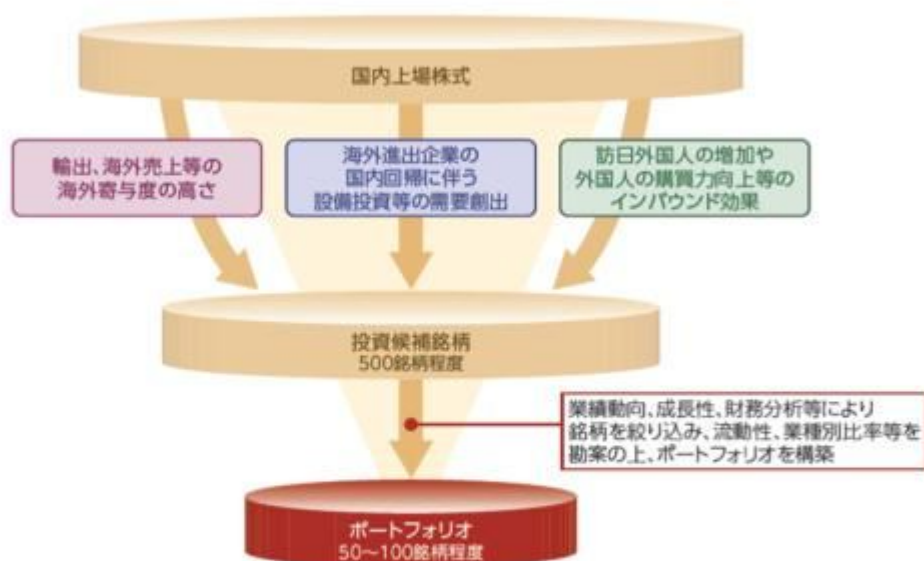 国内上場株式
輸出、海外売上等の
海外寄与度の高さ
海外進出企業の
国内回帰に伴う
設備投資等の需要創出
訪日外国人の増加や
外国人の購買力向上等の
インバウンド効果
投資候補銘柄
500銘柄程度
業績動向、成長性、財務分析等により
銘柄を絞り込み、流動性、業種別比率等を
勘案の上、ポートフォリオを構築
ポートフォリオ
50～100銘柄程度